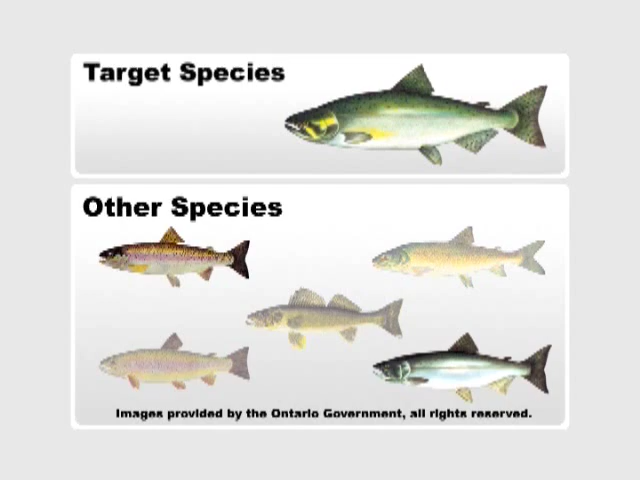 Target Species
Other Species
Images provided by the Ontario Government, all rights reserved.